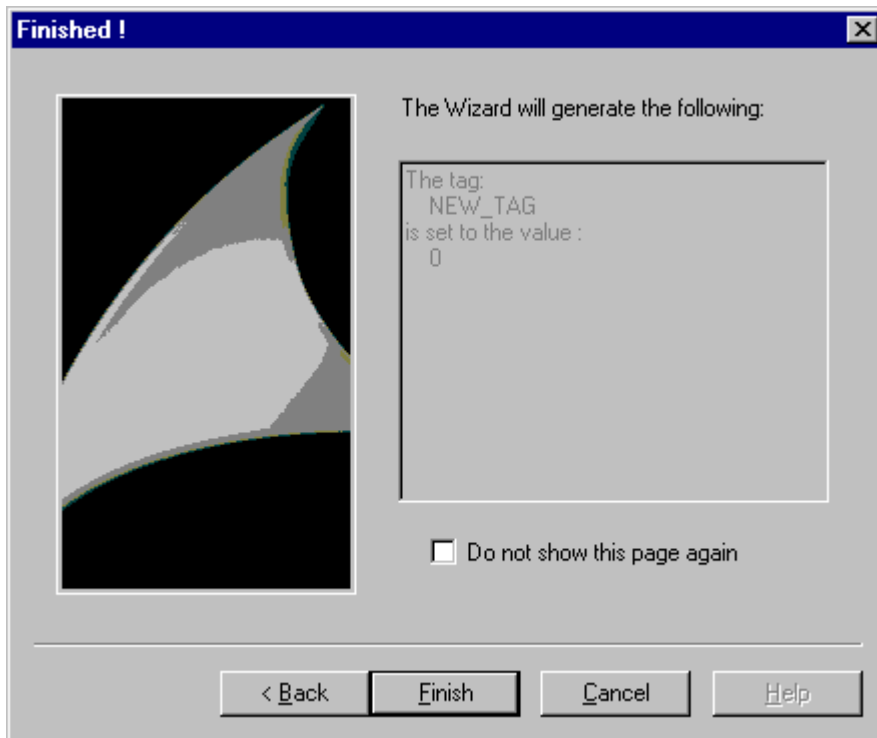 Finished !
The Wizard will generate the following:
The tag:
NEW_TAG
is set to the value :
0
Do not show this page again
< Back
Finish
Cancel
Help